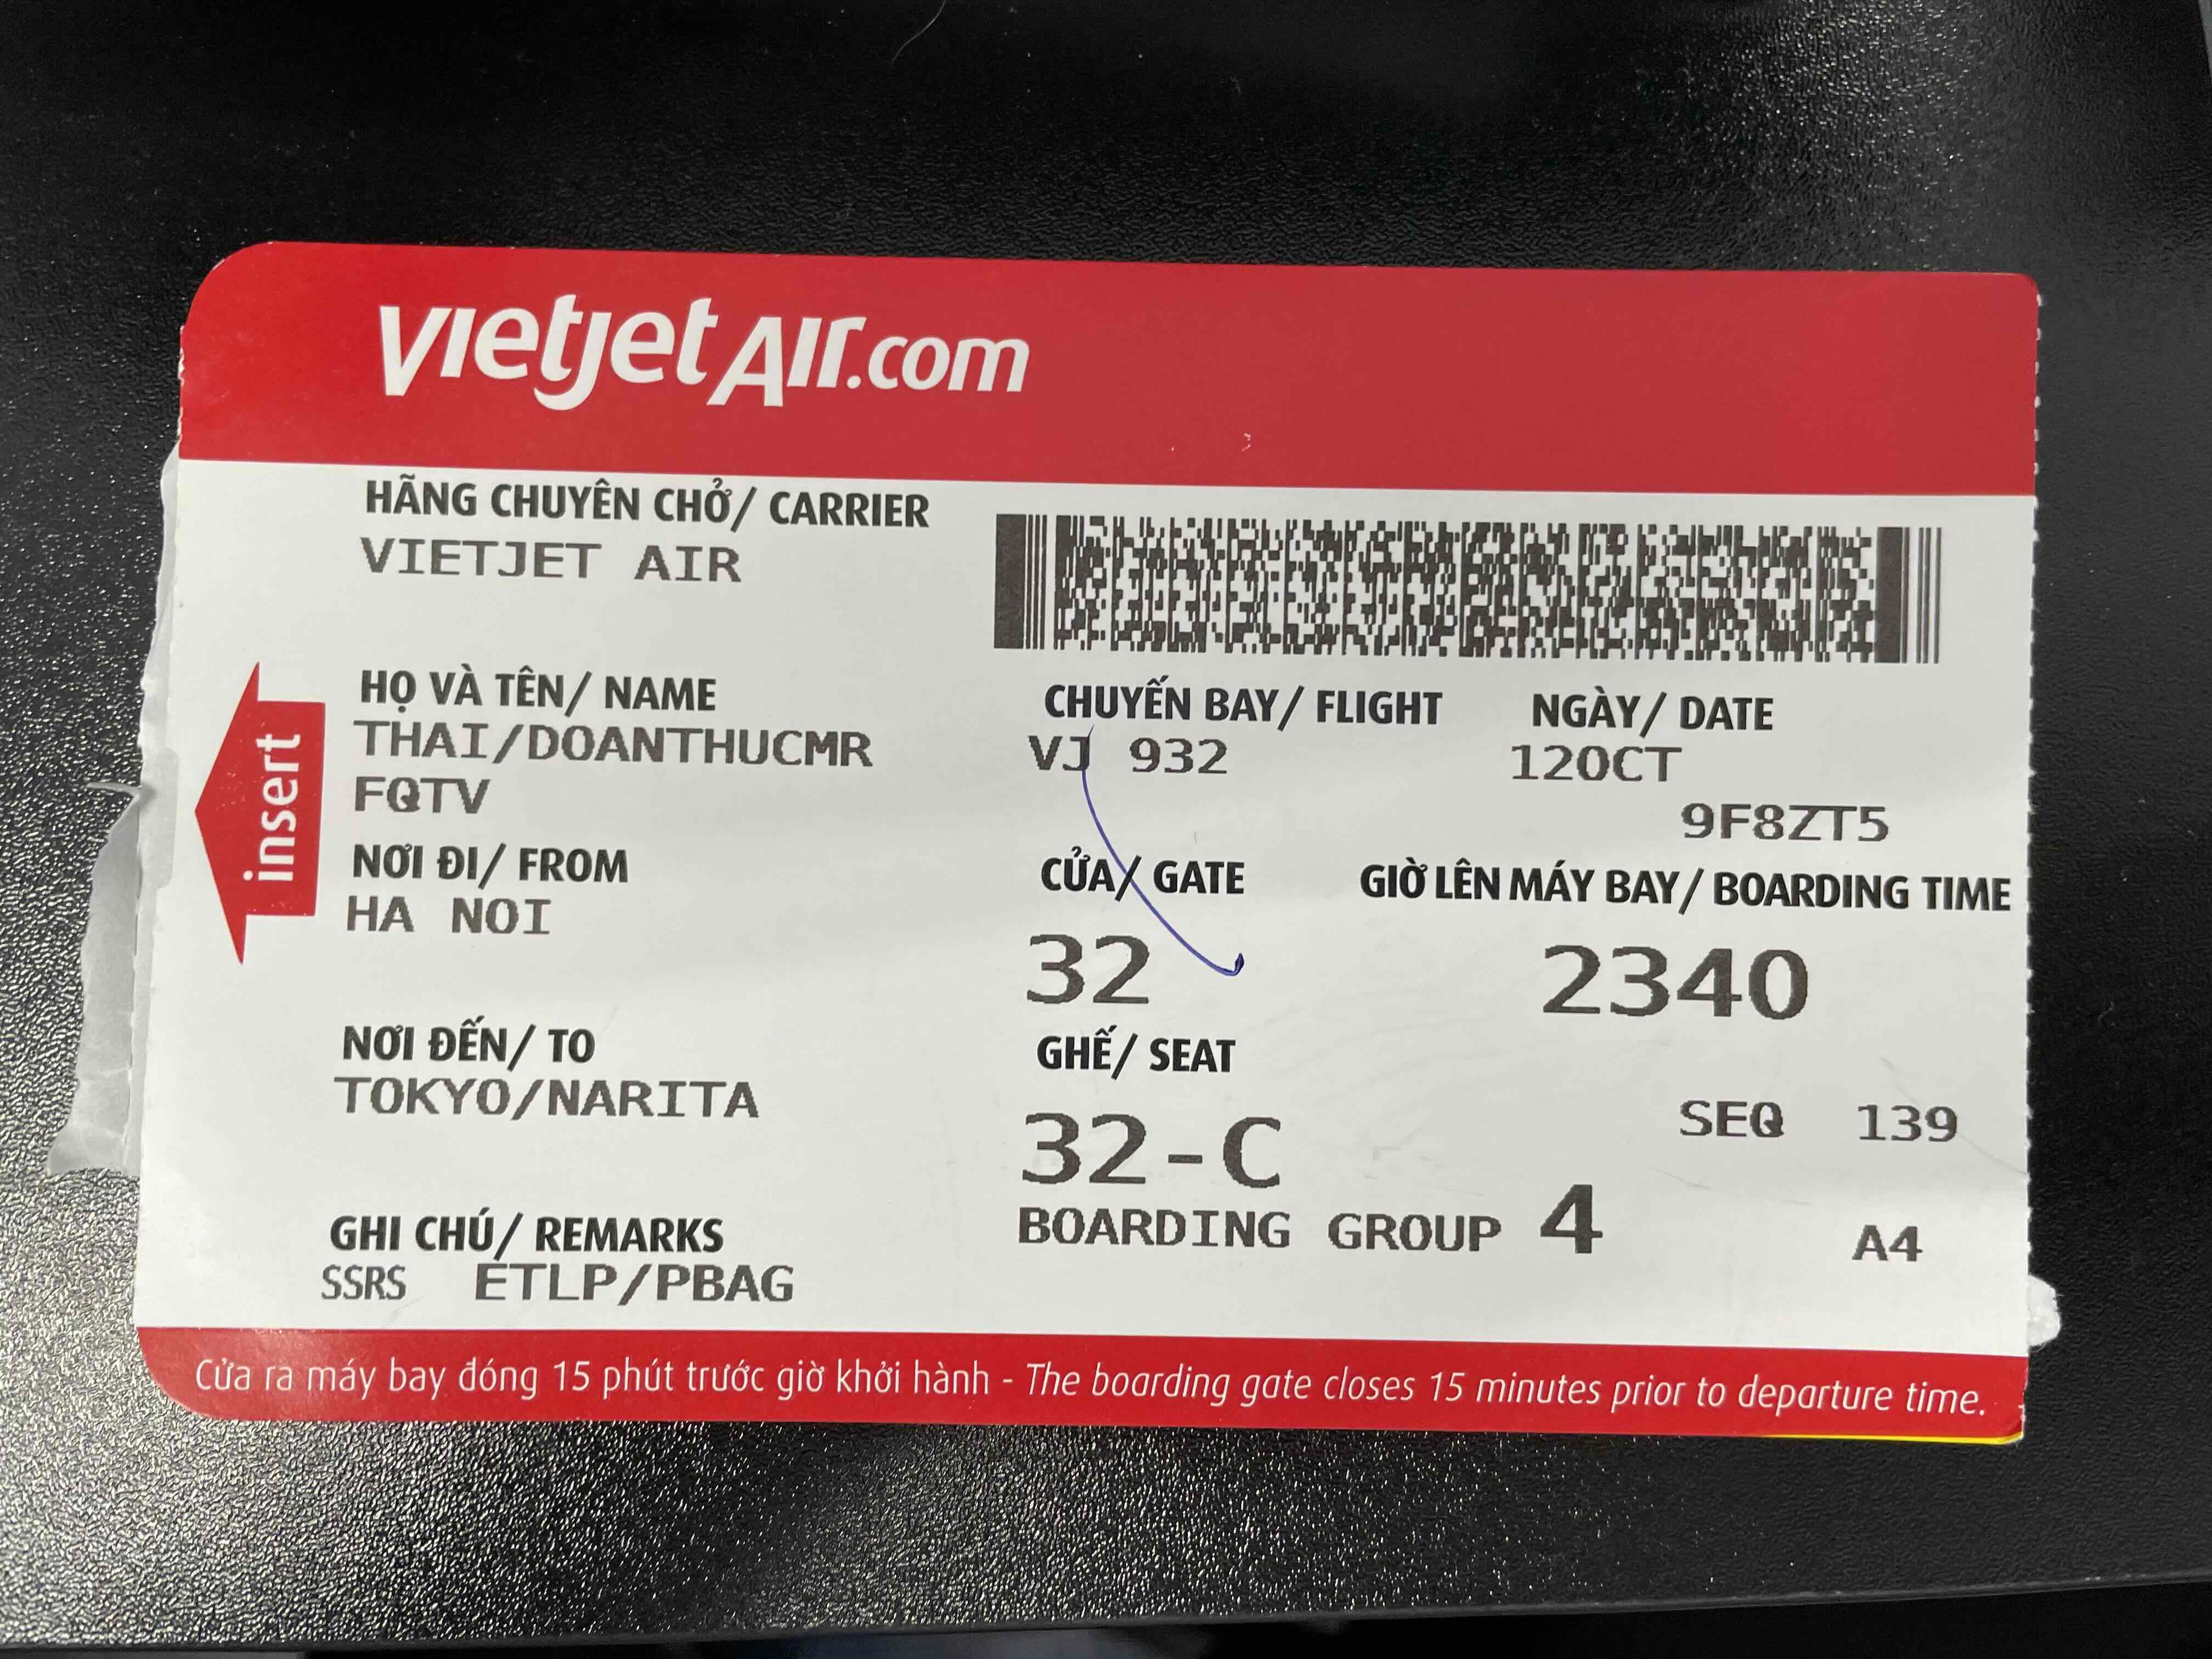 vietjetAir.com
HÃNG CHUYÊN CHỞ/ CARRIER
VIETJET AIR
HỌ VÀ TÊN/ NAME
THAI/DOANTHUCMR
FQTV
CHUYẾN BAY/ FLIGHT
VJ 932
NGÀY/ DATE
12OCT
9F8ZT5
insert
NƠI ĐI/ FROM
HA NOI
CỬA/ GATE
32
GIỜ LÊN MÁY BAY/ BOARDING TIME
2340
NƠI ĐẾN/ TO
TOKYO/NARITA
GHẾ/ SEAT
32-C
SEQ 139
BOARDING GROUP 4
A4
GHI CHÚ/ REMARKS
SSRS ETLP/PBAG
Cửa ra máy bay đóng 15 phút trước giờ khởi hành - The boarding gate closes 15 minutes prior to departure time.